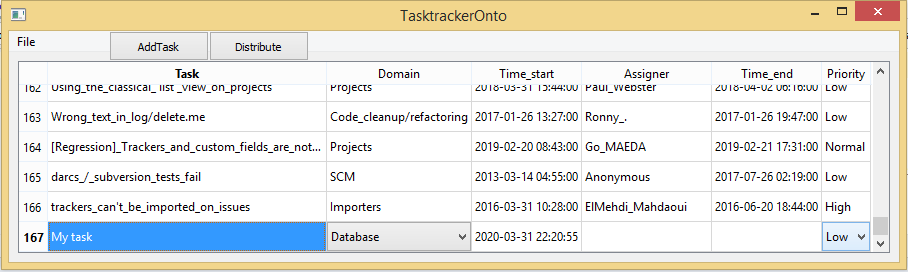 TasktrackerOnto
File AddTask Distribute
Task Domain Time_start Assigner Time_end Priority
162 Using_the_classical_list_view_on_projects Projects 2018-03-31 15:44:00 Paul_Webster 2018-04-02 06:16:00 Low
163 Wrong_text_in_log/delete.me Code_cleanup/refactoring 2017-01-26 13:27:00 Ronny_. 2017-01-26 19:47:00 Low
164 [Regression]_Trackers_and_custom_fields_are_not... Projects 2019-02-20 08:43:00 Go_MAEDA 2019-02-21 17:31:00 Normal
165 darcs_/_subversion_tests_fail SCM 2013-03-14 04:55:00 Anonymous 2017-07-26 02:19:00 Low
166 trackers_can't_be_imported_on_issues Importers 2016-03-31 10:28:00 ElMehdi_Mahdaoui 2016-06-20 18:44:00 High
167 My task Database 2020-03-31 22:20:55 Low